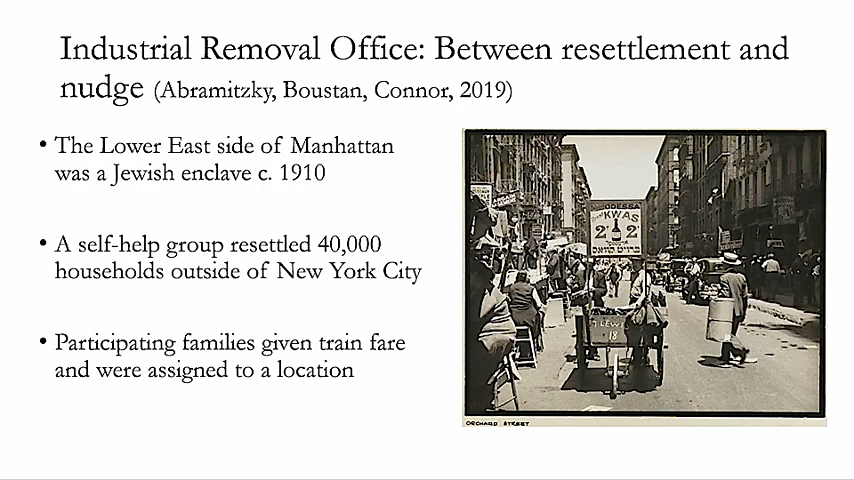 Industrial Removal Office: Between resettlement and
nudge (Abramitzky, Boustan, Connor, 2019)
• The Lower East side of Manhattan
was a Jewish enclave c. 1910
• A self-help group resettled 40,000
households outside of New York City
• Participating families given train fare
and were assigned to a location
ODESSA
KWAS
2 2
ORCHARD STREET